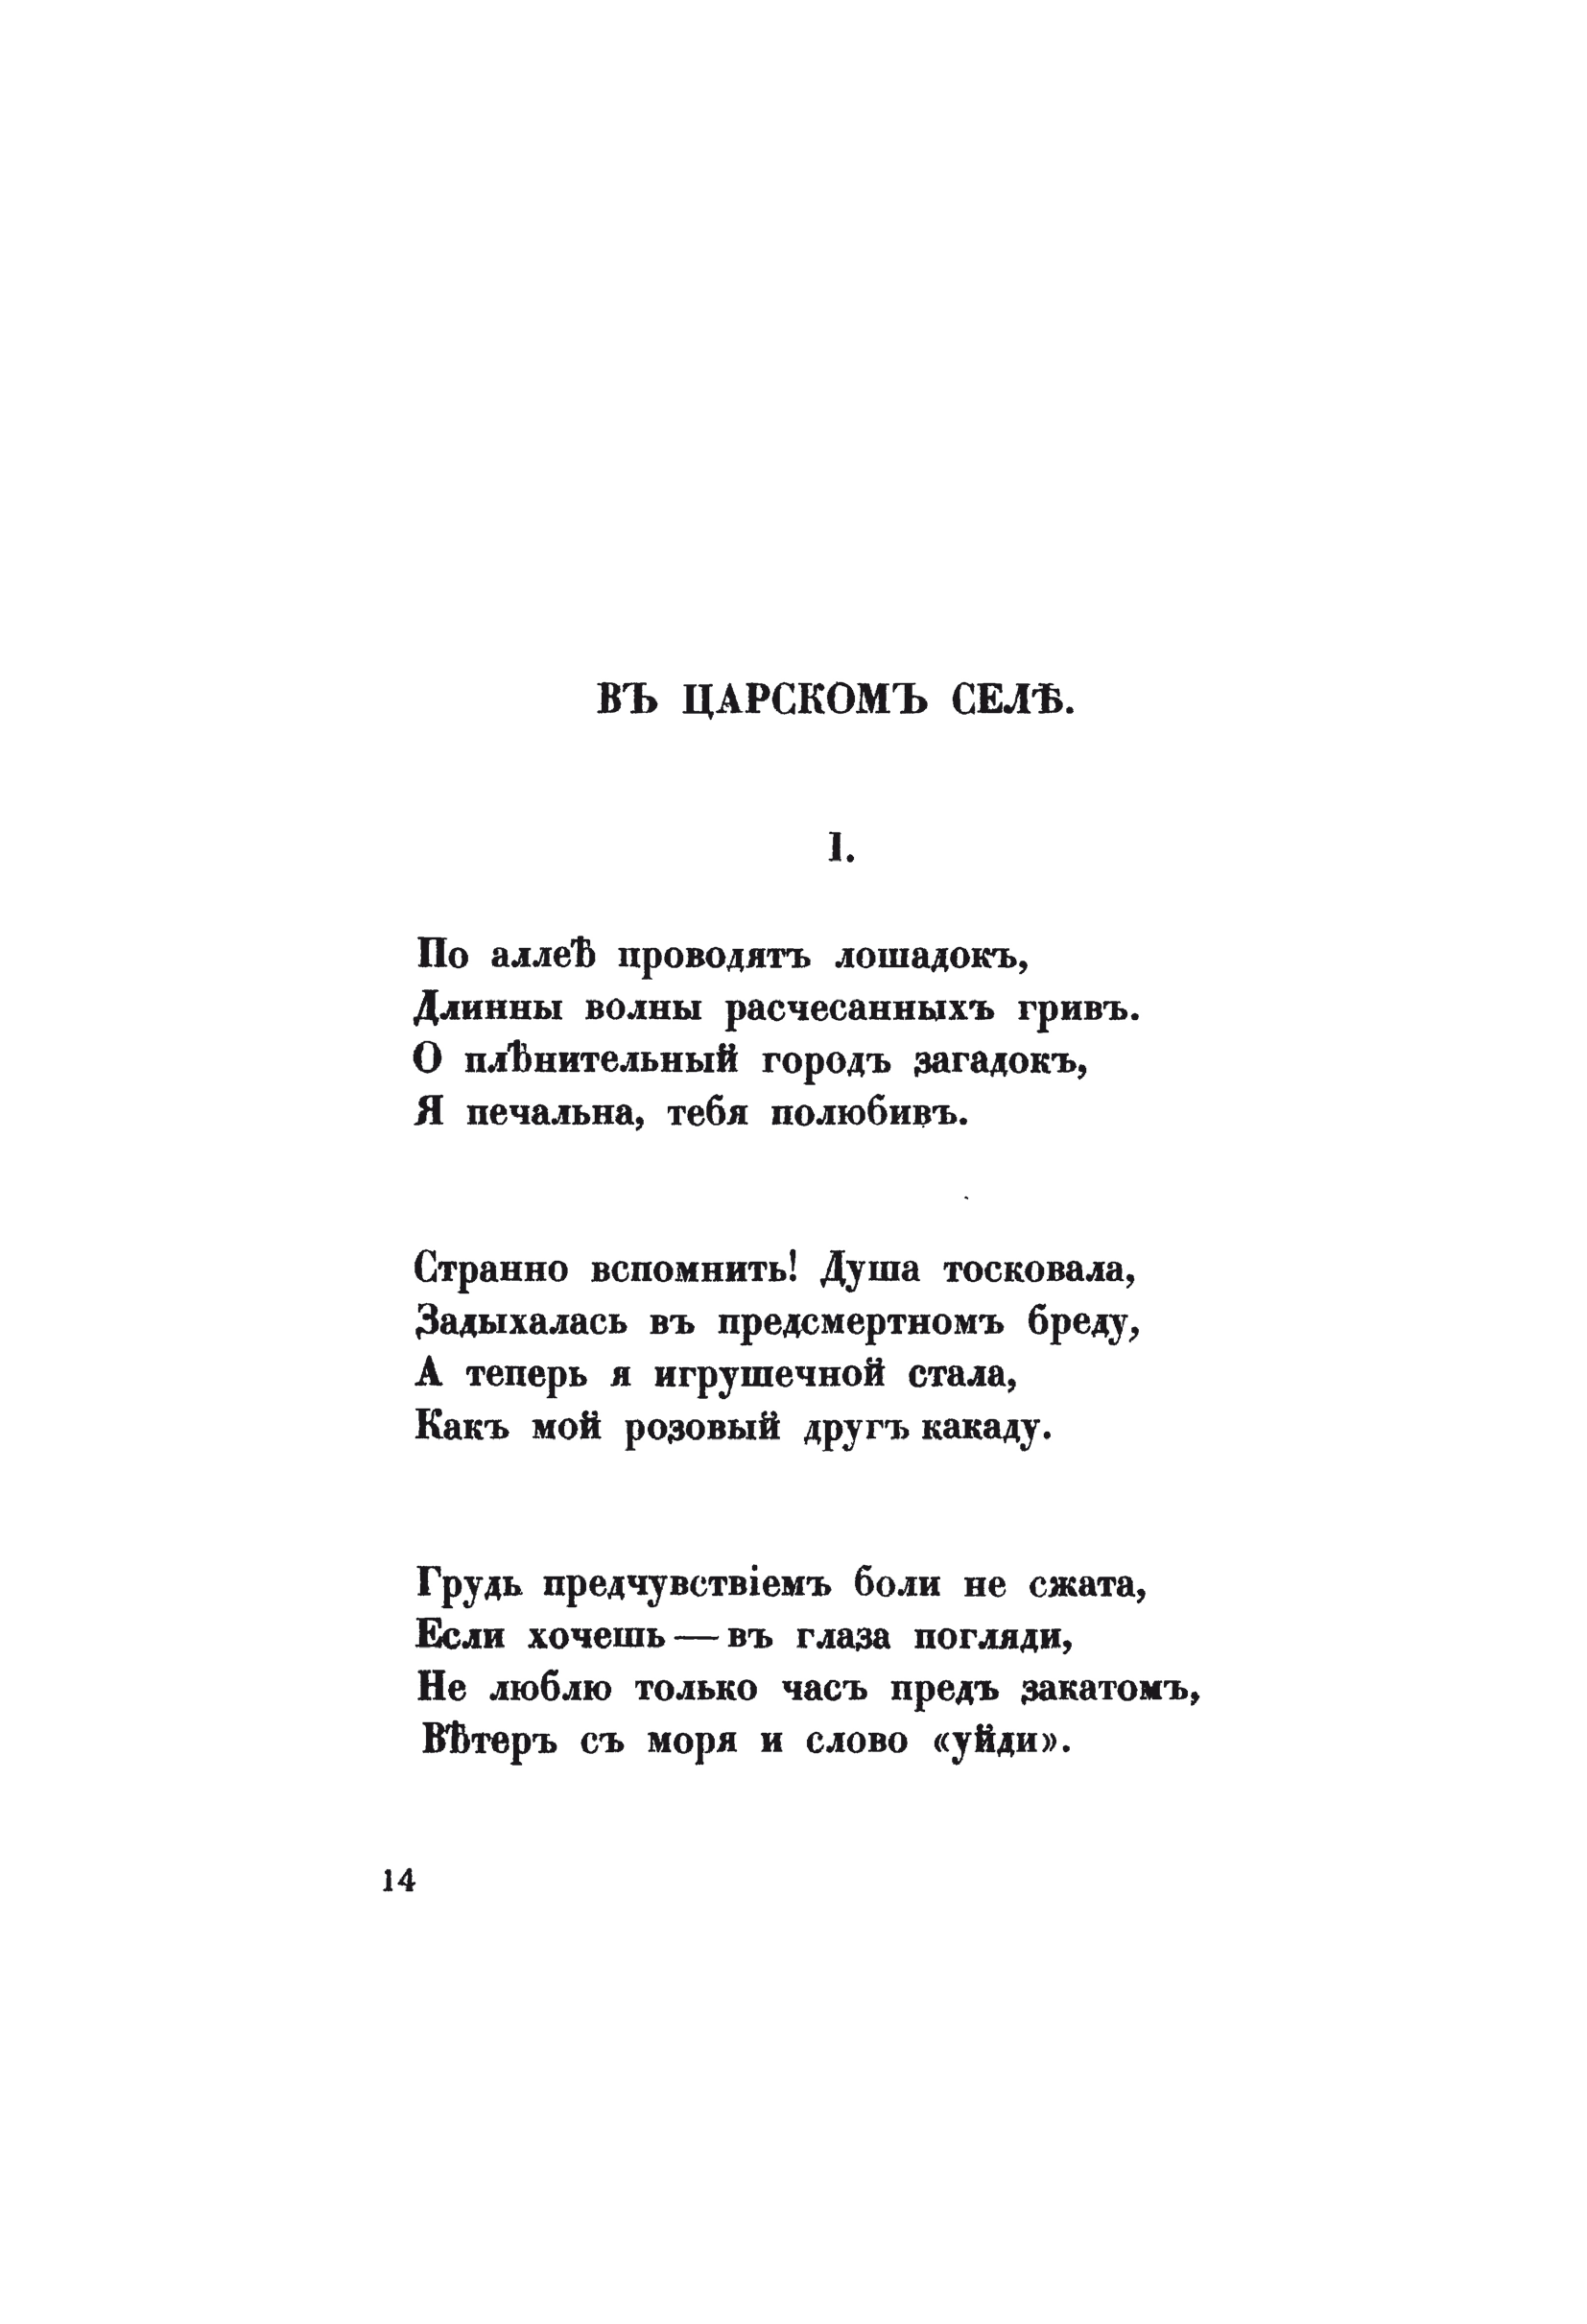 ВЪ ЦАРСКОМЪ СЕЛѢ.
I.
По аллеѣ проводятъ лошадокъ,
Длинны волны расчесанныхъ гривъ.
О плѣнительный городъ загадокъ,
Я печальна, тебя полюбивъ.
Странно вспомнить! Душа тосковала,
Задыхалась въ предсмертномъ бреду,
А теперь я игрушечной стала,
Какъ мой розовый другъ какаду.
Грудь предчувствіемъ боли не сжата,
Если хочешь — въ глаза погляди,
Не люблю только часъ предъ закатомъ,
Вѣтеръ съ моря и слово «уйди».
14